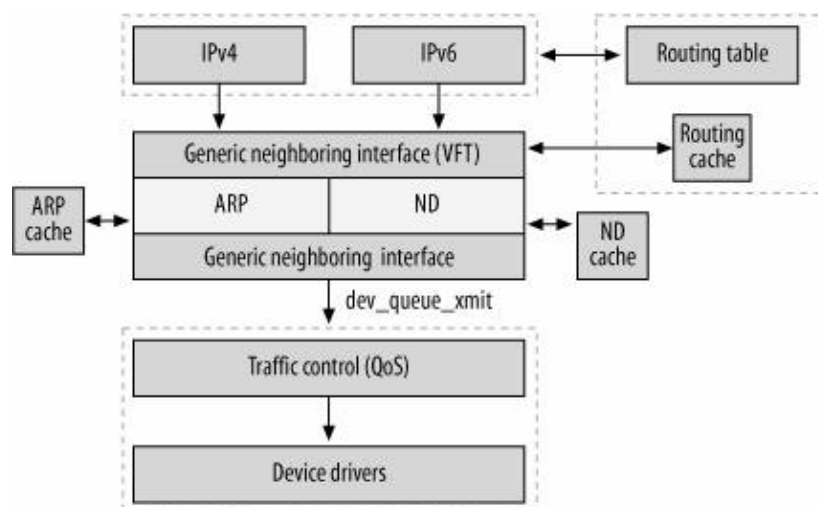 IPv4
IPv6
Routing table
Generic neighboring interface (VFT)
Routing
cache
ARP
cache
ARP
ND
ND
cache
Generic neighboring interface
dev_queue_xmit
Traffic control (QoS)
Device drivers